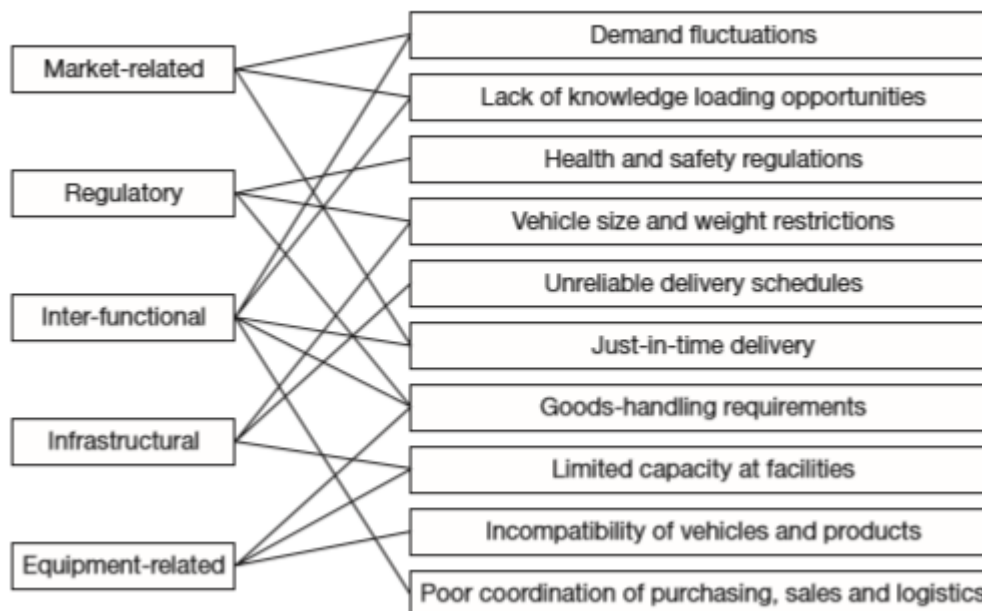 Market-related
Regulatory
Inter-functional
Infrastructural
Equipment-related
Demand fluctuations
Lack of knowledge loading opportunities
Health and safety regulations
Vehicle size and weight restrictions
Unreliable delivery schedules
Just-in-time delivery
Goods-handling requirements
Limited capacity at facilities
Incompatibility of vehicles and products
Poor coordination of purchasing, sales and logistics